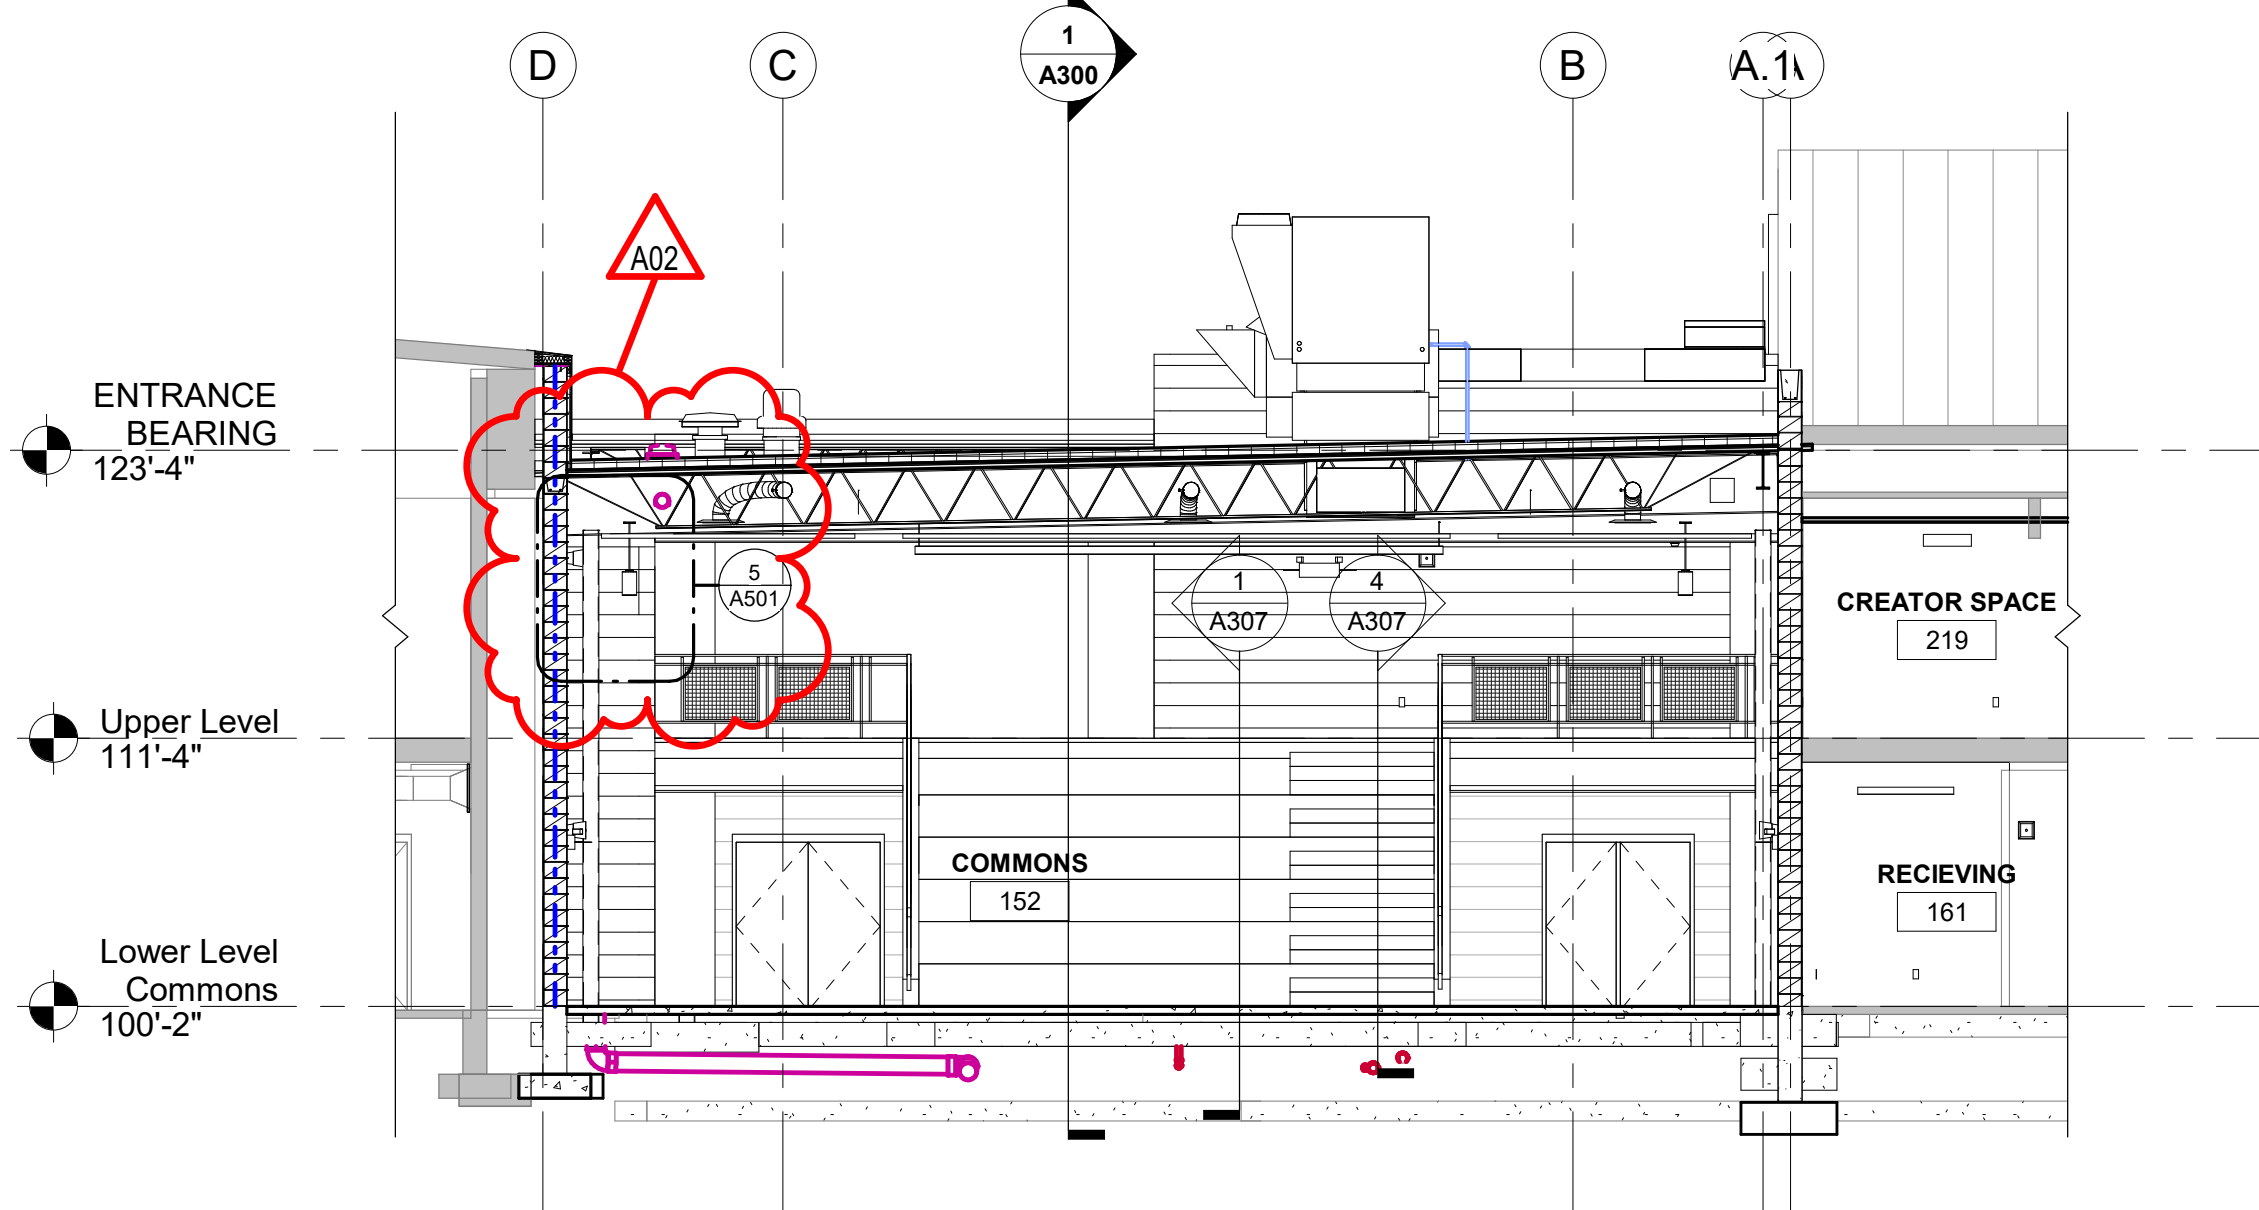 1
A300
D
C
B
A.1
A
A02
ENTRANCE
BEARING
123'-4"
5
A501
1
A307
4
A307
CREATOR SPACE
219
Upper Level
111'-4"
COMMONS
152
RECIEVING
161
Lower Level
Commons
100'-2"